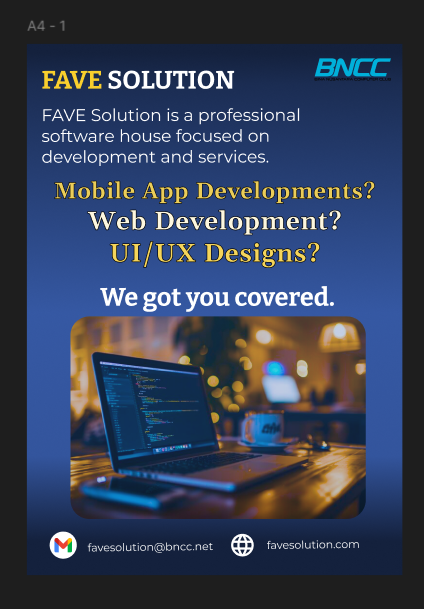 A4 - 1
BNCC
FAVE SOLUTION
FAVE Solution is a professional
software house focused on
development and services.
Mobile App Developments?
Web Development?
UI/UX Designs?
We got you covered.
favesolution@bncc.net
favesolution.com